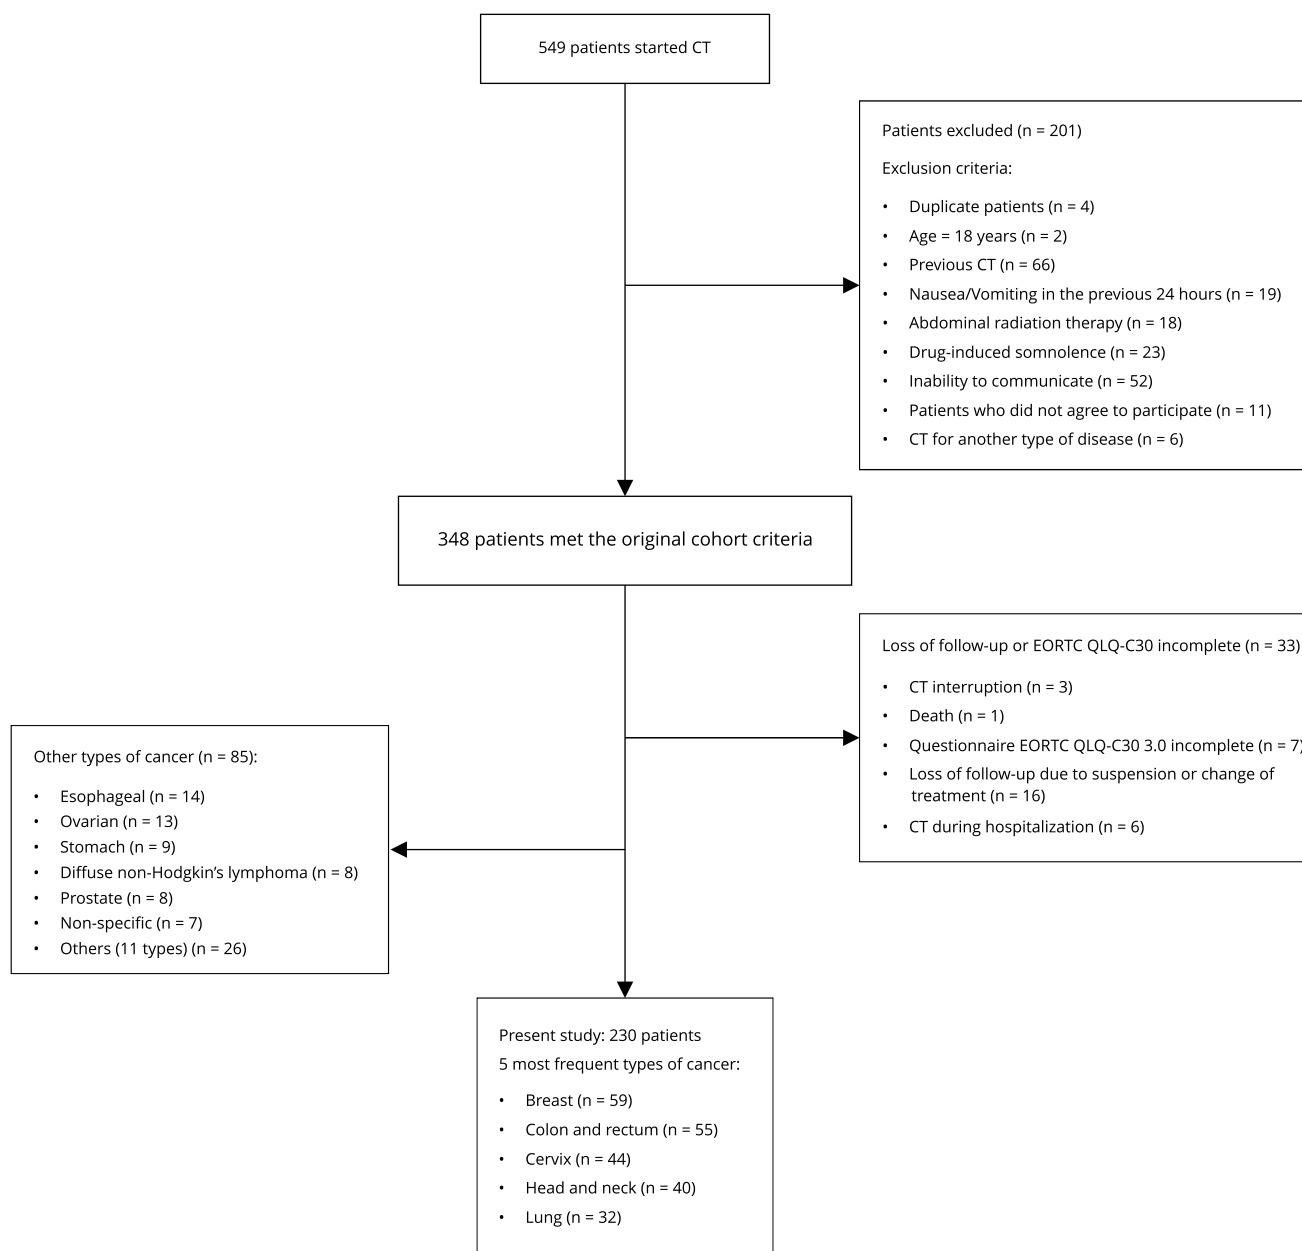 549 patients started CT
Patients excluded (n = 201)
Exclusion criteria:
• Duplicate patients (n = 4)
• Age = 18 years (n = 2)
• Previous CT (n = 66)
• Nausea/Vomiting in the previous 24 hours (n = 19)
• Abdominal radiation therapy (n = 18)
• Drug-induced somnolence (n = 23)
• Inability to communicate (n = 52)
• Patients who did not agree to participate (n = 11)
• CT for another type of disease (n = 6)
348 patients met the original cohort criteria
Loss of follow-up or EORTC QLQ-C30 incomplete (n = 33)
• CT interruption (n = 3)
• Death (n = 1)
• Questionnaire EORTC QLQ-C30 3.0 incomplete (n = 7)
• Loss of follow-up due to suspension or change of
treatment (n = 16)
• CT during hospitalization (n = 6)
Other types of cancer (n = 85):
• Esophageal (n = 14)
• Ovarian (n = 13)
• Stomach (n = 9)
• Diffuse non-Hodgkin’s lymphoma (n = 8)
• Prostate (n = 8)
• Non-specific (n = 7)
• Others (11 types) (n = 26)
Present study: 230 patients
5 most frequent types of cancer:
• Breast (n = 59)
• Colon and rectum (n = 55)
• Cervix (n = 44)
• Head and neck (n = 40)
• Lung (n = 32)